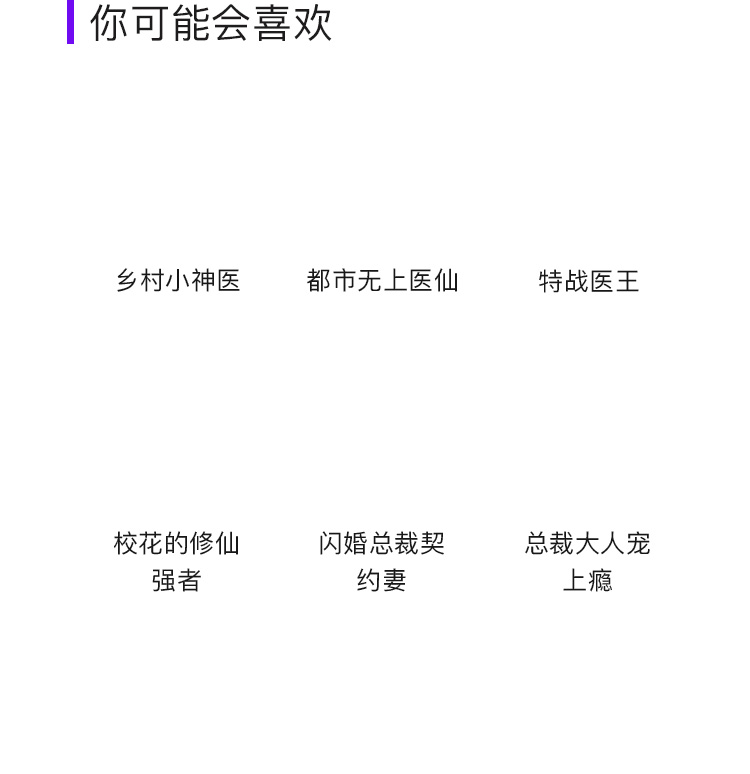 你可能会喜欢
乡村小神医
都市无上医仙
特战医王
校花的修仙
强者
闪婚总裁契
约妻
总裁大人宠
上瘾